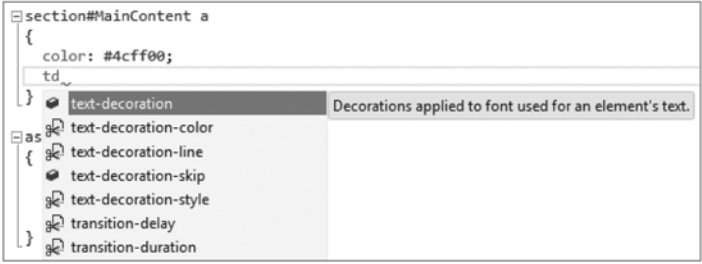 section#MainContent a
{
color: #4cff00;
td
}
text-decoration
Decorations applied to font used for an element's text.
text-decoration-color
as
text-decoration-line
{
text-decoration-skip
text-decoration-style
transition-delay
}
transition-duration